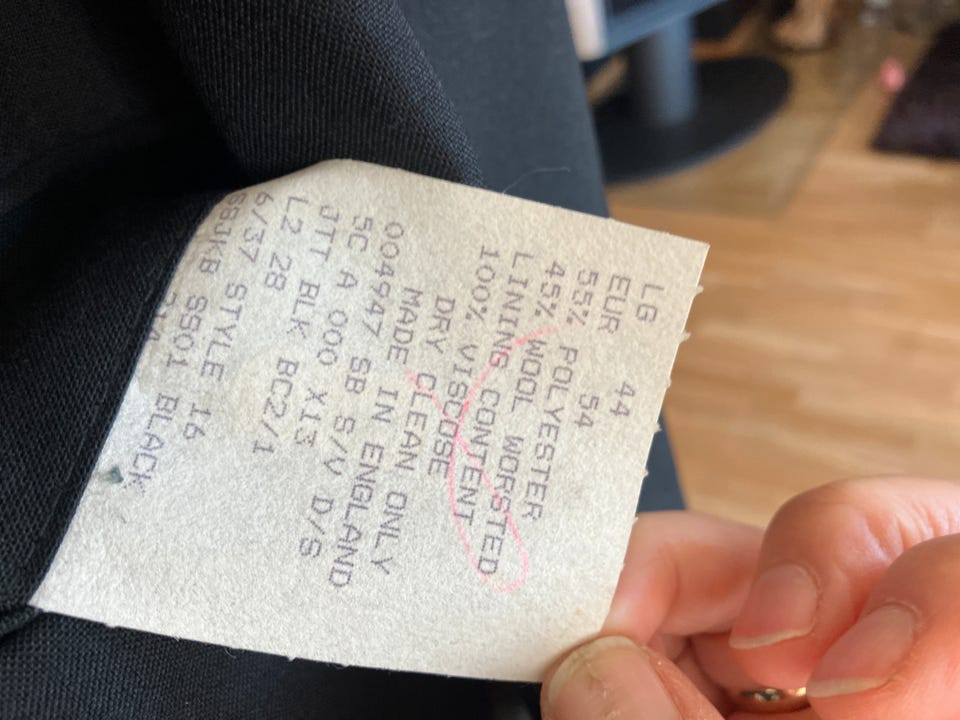 LG 44
EUR 54
55% POLYESTER
45% WOOL WORSTED
LINING CONTENT
100% VISCOSE
DRY CLEAN ONLY
MADE IN ENGLAND
004947 SB S/V D/S
5C A 000 X13
JTT BLK BC2/1
L2 28
6/37 STYLE 16
SBJKB SS01 BLACK